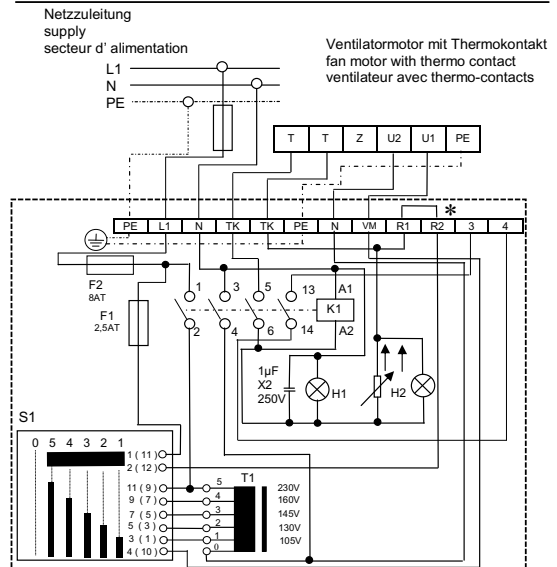 Netzzuleitung
supply
secteur d' alimentation
Ventilatormotor mit Thermokontakt
fan motor with thermo contact
ventilateur avec thermo-contacts
L1
N
PE
T T Z U2 U1 PE
PE L1 N TK TK PE N VM R1 R2 3 4
*
F2
8AT
F1
2,5AT
1 3 5 13 A1
K1
2 4 6 14 A2
1µF
X2
250V
H1
H2
S1
0 5 4 3 2 1
1 ( 11 )
2 ( 12 )
11 ( 9 )
9 ( 7 )
7 ( 5 )
5 ( 3 )
3 ( 1 )
4 ( 10 )
T1
5 230V
4 160V
3 145V
2 130V
1 105V
0